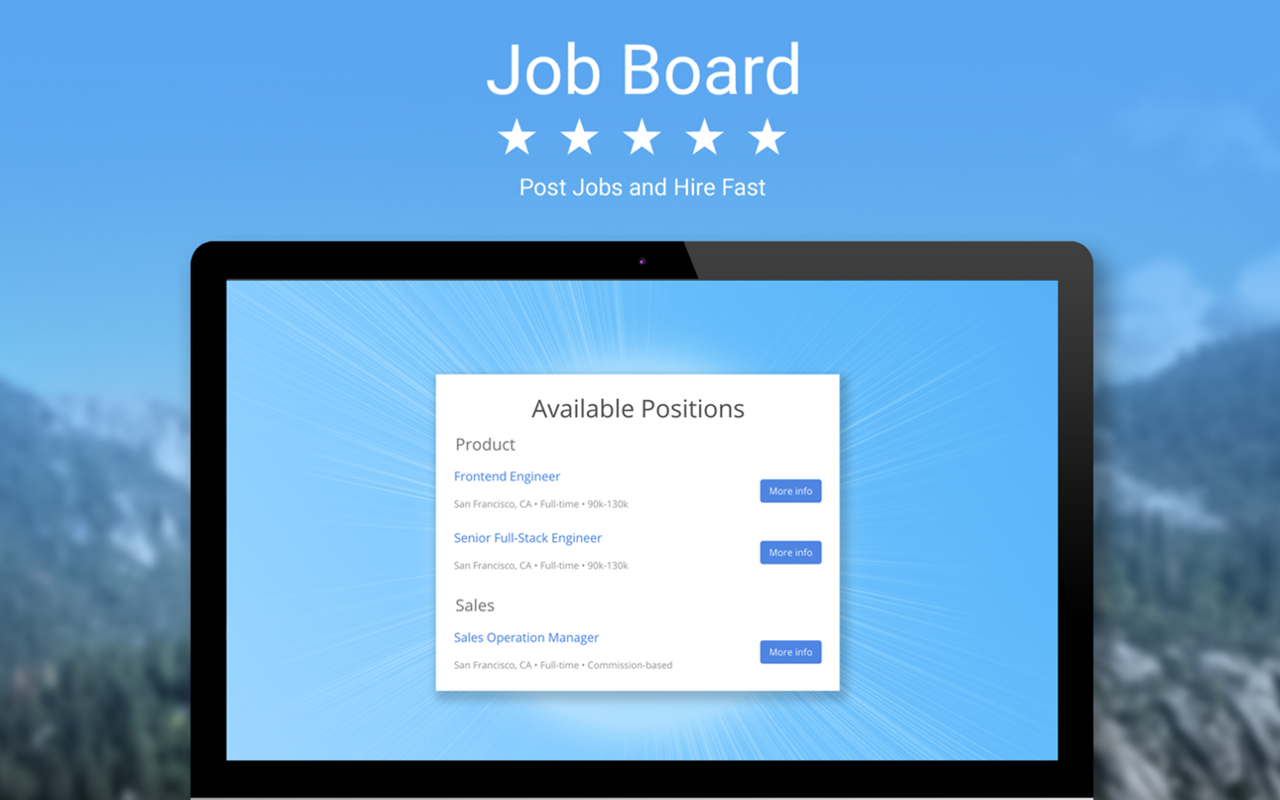 Job Board
Post Jobs and Hire Fast
Available Positions
Product
Frontend Engineer
San Francisco, CA • Full-time • 90k-130k
More info
Senior Full-Stack Engineer
San Francisco, CA • Full-time • 90k-130k
More info
Sales
Sales Operation Manager
San Francisco, CA • Full-time • Commission-based
More info